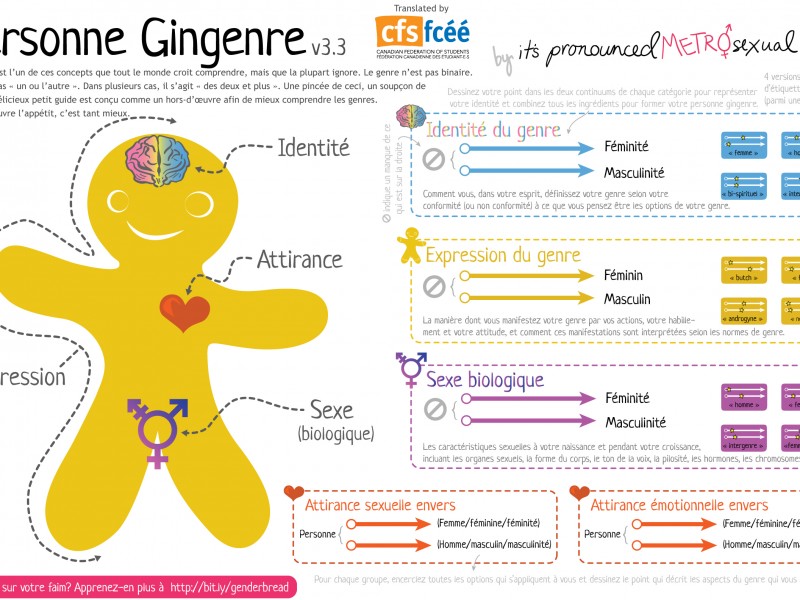 ersonne Gingenre v3.3
Translated by
cfs fcéé
CANADIAN FEDERATION OF STUDENTS
FÉDÉRATION CANADIENNE DES ÉTUDIANT-E-S
by it's pronounced METROsexual
st l'un de ces concepts que tout le monde croit comprendre, mais que la plupart ignore. Le genre n'est pas binaire.
as « un ou l'autre ». Dans plusieurs cas, il s'agit « des deux et plus ». Une pincée de ceci, un soupçon de
élicieux petit guide est conçu comme un hors-d'œuvre afin de mieux comprendre les genres.
uvre l'appétit, c'est tant mieux.
Identité
Attirance
ression
Sexe
(biologique)
Dessinez votre point dans les deux continuums de chaque catégorie pour représenter
votre identité et combinez tous les ingrédients pour former votre personne gingenre.
4 versions
d'étiquett
(parmi une
indique un manque de ce
qui est sur la droite
Identité du genre
Féminité
Masculinité
« femme »
« ho
« bi-spirituel »
« inte
Comment vous, dans votre esprit, définissez votre genre selon votre
conformité (ou non conformité) à ce que vous pensez être les options de votre genre.
Expression du genre
Féminin
Masculin
« butch »
« androgyne »
La manière dont vous manifestez votre genre par vos actions, votre habille-
ment et votre attitude, et comment ces manifestations sont interprétées selon les normes de genre.
Sexe biologique
Féminité
Masculinité
« homme »
« fe
« intergenre »
«femme
Les caractéristiques sexuelles à votre naissance et pendant votre croissance,
incluant les organes sexuels, la forme du corps, le ton de la voix, la pilosité, les hormones, les chromosome
Attirance sexuelle envers
Personne
(Femme/féminine/féminité)
(Homme/masculin/masculinité)
Attirance émotionnelle envers
Personne
(Femme/féminine/fé
(Homme/masculin/ma
sur votre faim? Apprenez-en plus à http://bit.ly/genderbread
Pour chaque groupe, encerclez toutes les options qui s'appliquent à vous et dessinez le point qui décrit les aspects du genre qui vous